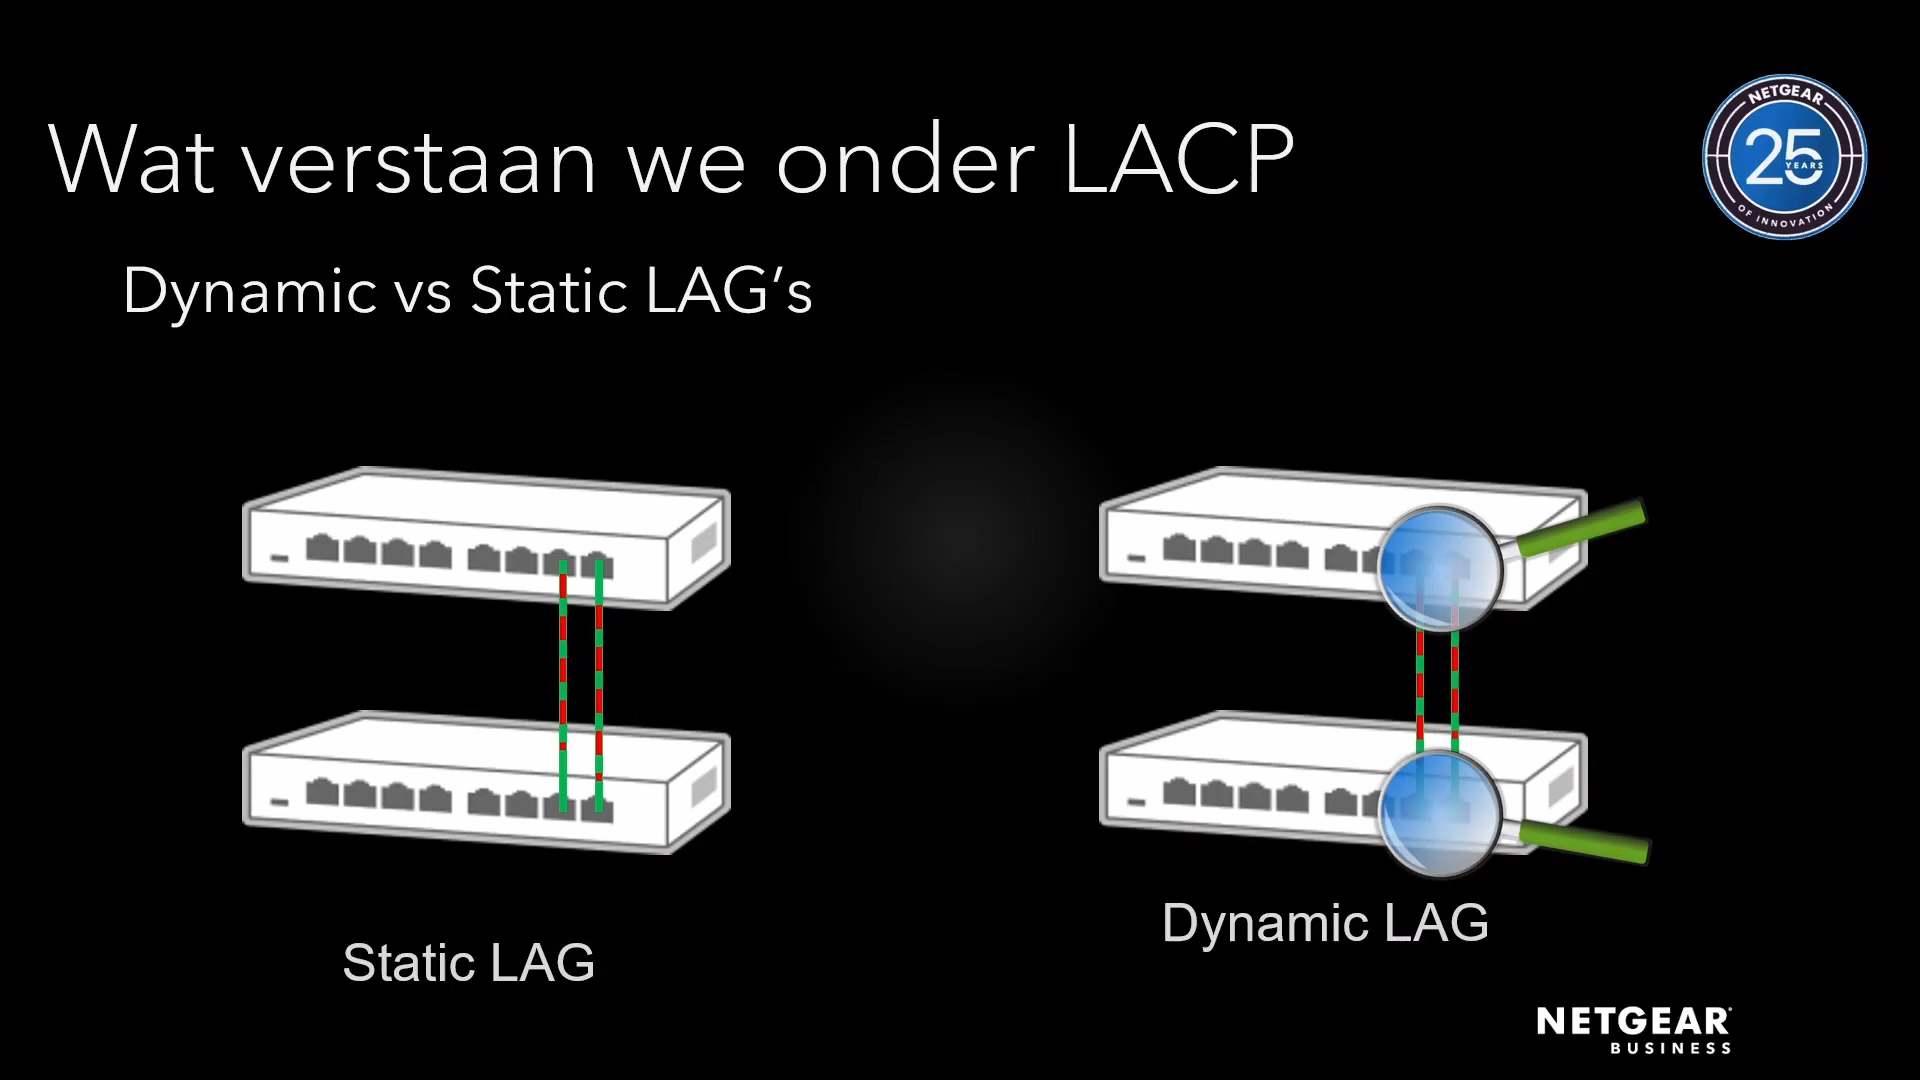 Wat verstaan we onder LACP
NETGEAR
25
YEARS
OF INNOVATION
Dynamic vs Static LAG’s
Static LAG
Dynamic LAG
NETGEAR
BUSINESS